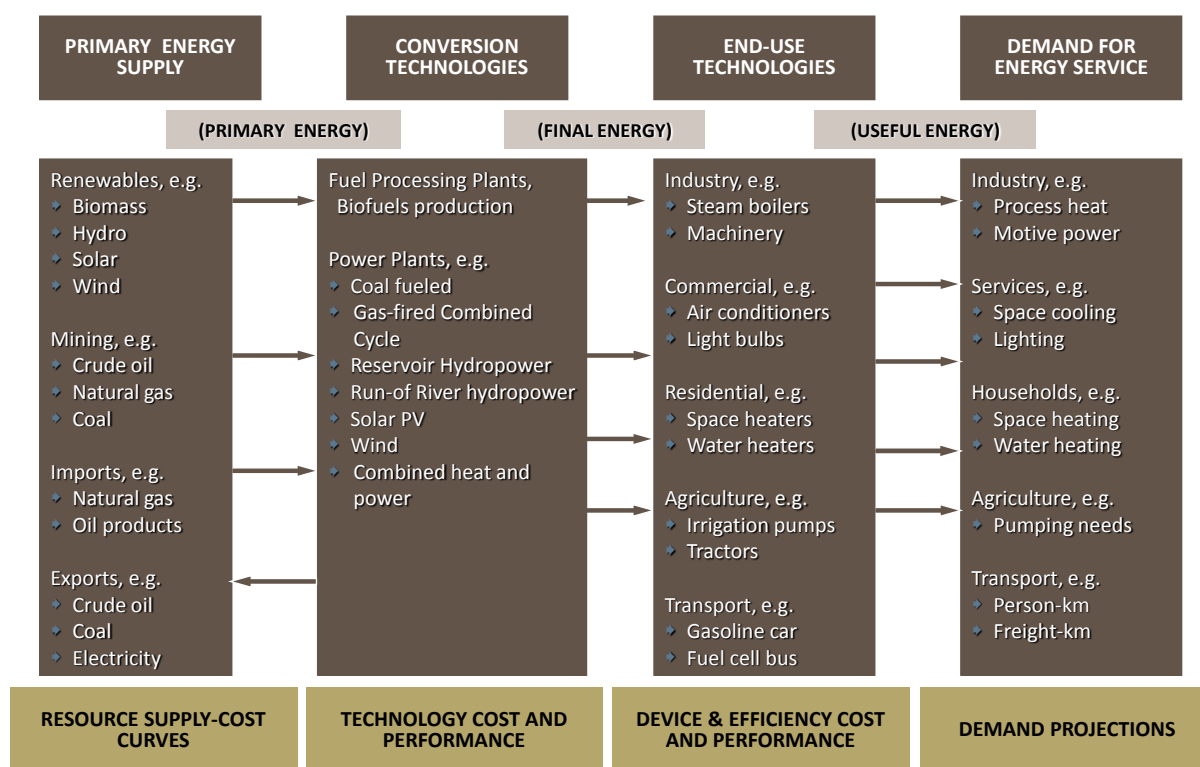 PRIMARY ENERGY
SUPPLY
CONVERSION
TECHNOLOGIES
END-USE
TECHNOLOGIES
DEMAND FOR
ENERGY SERVICE
(PRIMARY ENERGY)
(FINAL ENERGY)
(USEFUL ENERGY)
Renewables, e.g.
Biomass
Hydro
Solar
Wind
Mining, e.g.
Crude oil
Natural gas
Coal
Imports, e.g.
Natural gas
Oil products
Exports, e.g.
Crude oil
Coal
Electricity
Fuel Processing Plants,
Biofuels production
Power Plants, e.g.
Coal fueled
Gas-fired Combined
Cycle
Reservoir Hydropower
Run-of River hydropower
Solar PV
Wind
Combined heat and
power
Industry, e.g.
Steam boilers
Machinery
Commercial, e.g.
Air conditioners
Light bulbs
Residential, e.g.
Space heaters
Water heaters
Agriculture, e.g.
Irrigation pumps
Tractors
Transport, e.g.
Gasoline car
Fuel cell bus
Industry, e.g.
Process heat
Motive power
Services, e.g.
Space cooling
Lighting
Households, e.g.
Space heating
Water heating
Agriculture, e.g.
Pumping needs
Transport, e.g.
Person-km
Freight-km
RESOURCE SUPPLY-COST
CURVES
TECHNOLOGY COST AND
PERFORMANCE
DEVICE & EFFICIENCY COST
AND PERFORMANCE
DEMAND PROJECTIONS